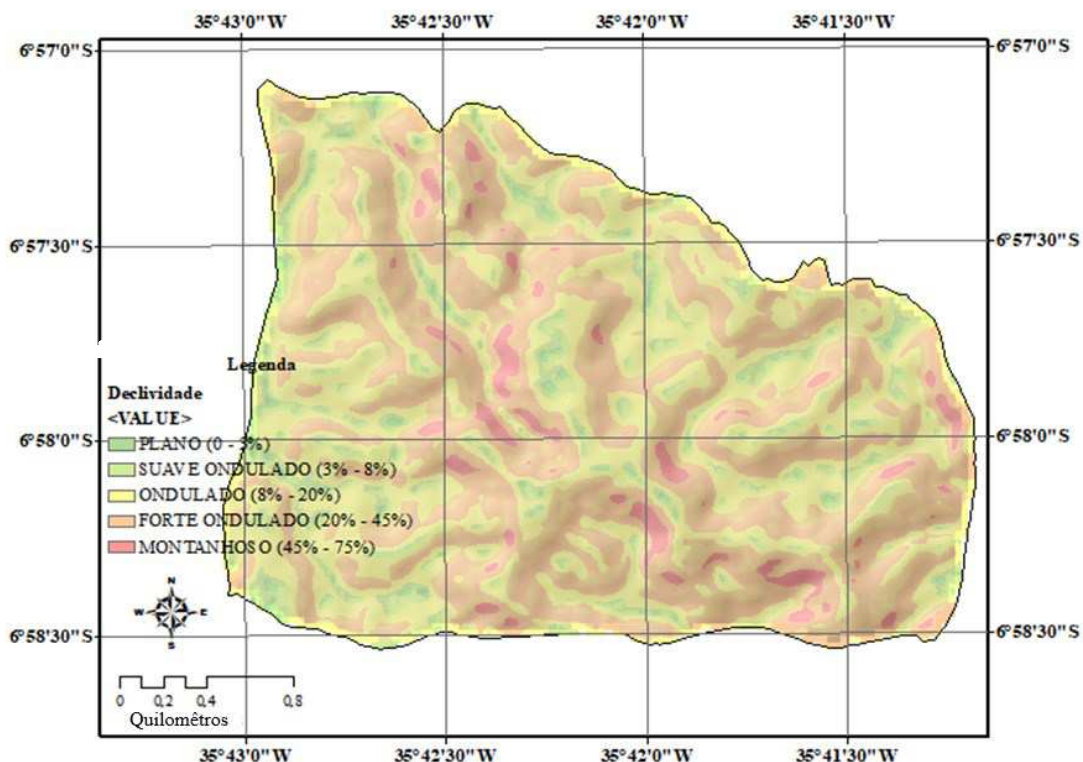 35°43'0"W 35°42'30"W 35°42'0"W 35°41'30"W
6°57'0"S 6°57'0"S
6°57'30"S 6°57'30"S
Legenda
Declividade
<VALUE>
6°58'0"S 6°58'0"S
PLANO (0 - 3%)
SUAVE ONDULADO (3% - 8%)
ONDULADO (8% - 20%)
FORTE ONDULADO (20% - 45%)
MONTANHOSO (45% - 75%)
N
W E
S
6°58'30"S 6°58'30"S
0 0,2 0,4 0,8
Quilomêtros
35°43'0"W 35°42'30"W 35°42'0"W 35°41'30"W